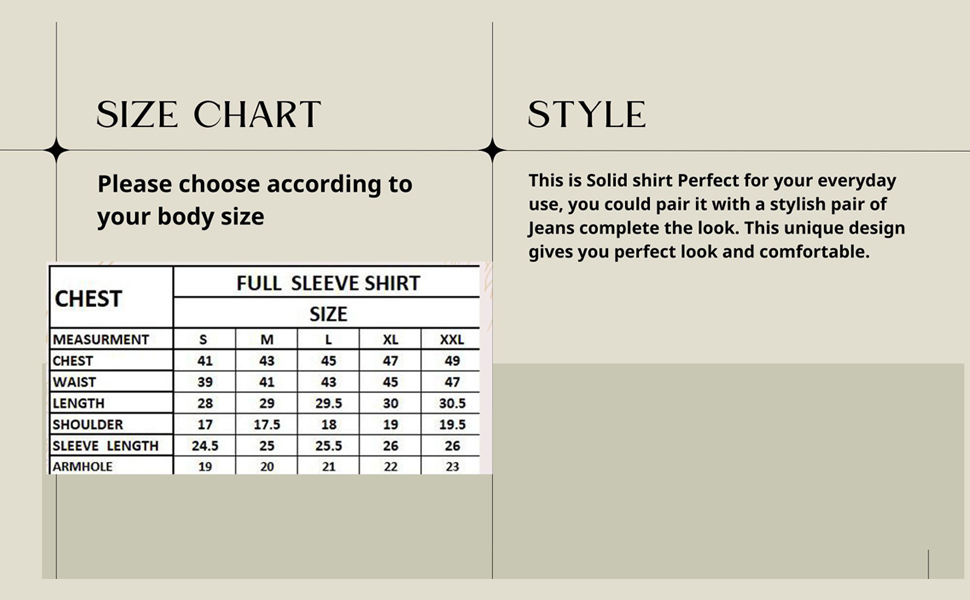 SIZE CHART
Please choose according to
your body size
CHEST
FULL SLEEVE SHIRT
SIZE
MEASURMENT S M L XL XXL
CHEST 41 43 45 47 49
WAIST 39 41 43 45 47
LENGTH 28 29 29.5 30 30.5
SHOULDER 17 17.5 18 19 19.5
SLEEVE LENGTH 24.5 25 25.5 26 26
ARMHOLE 19 20 21 22 23
STYLE
This is Solid shirt Perfect for your everyday
use, you could pair it with a stylish pair of
Jeans complete the look. This unique design
gives you perfect look and comfortable.